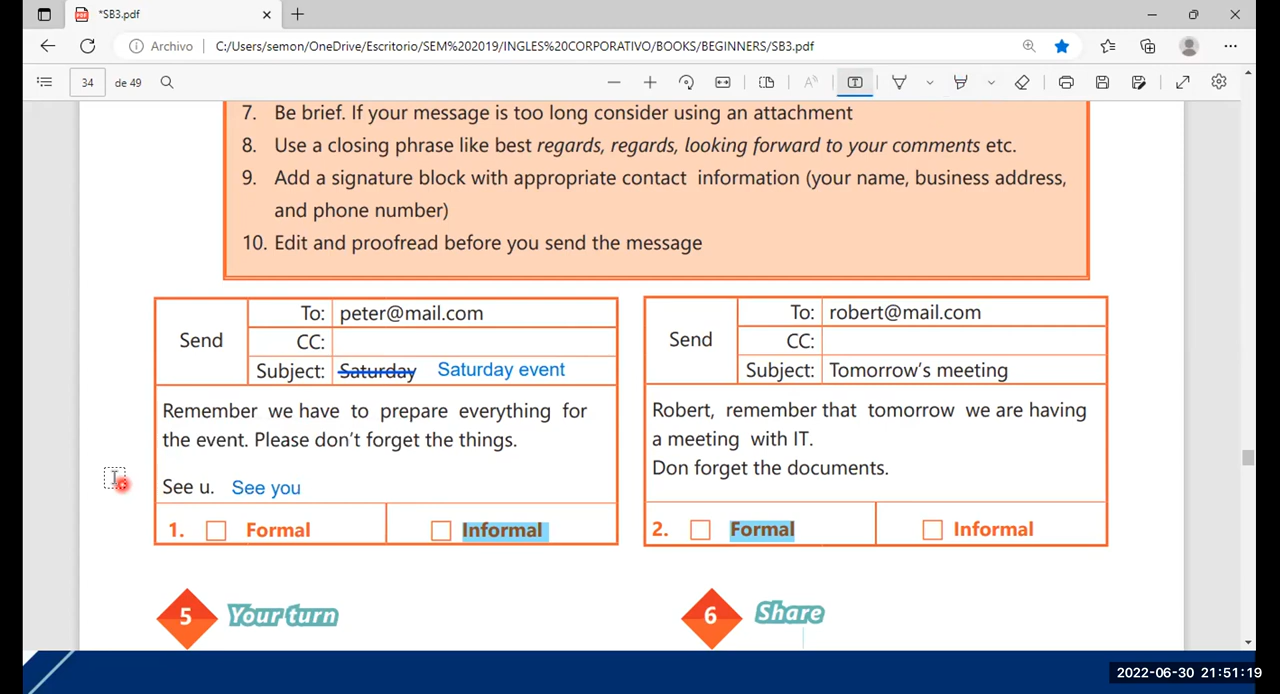 *SB3.pdf
Archivo C:/Users/semon/OneDrive/Escritorio/SEM%202019/INGLES%20CORPORATIVO/BOOKS/BEGINNERS/SB3.pdf
34 de 49
7. Be brief. If your message is too long consider using an attachment
8. Use a closing phrase like best regards, regards, looking forward to your comments etc.
9. Add a signature block with appropriate contact information (your name, business address,
and phone number)
10. Edit and proofread before you send the message
Send
To: peter@mail.com
CC:
Subject: Saturday Saturday event
Remember we have to prepare everything for
the event. Please don't forget the things.
See u. See you
1. Formal Informal
Send
To: robert@mail.com
CC:
Subject: Tomorrow's meeting
Robert, remember that tomorrow we are having
a meeting with IT.
Don forget the documents.
2. Formal Informal
5 Your turn
6 Share
2022-06-30 21:51:19